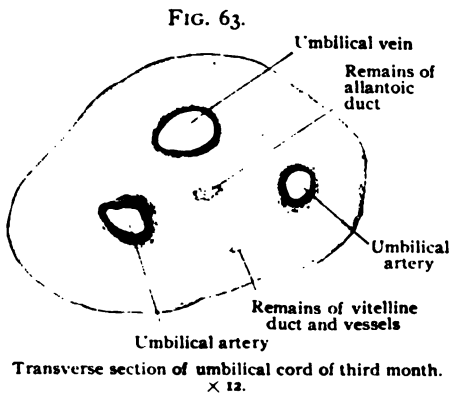 FIG. 63.
Umbilical vein
Remains of
allantoic
duct
Umbilical
artery
Remains of vitelline
duct and vessels
Umbilical artery
Transverse section of umbilical cord of third month.
× 12.